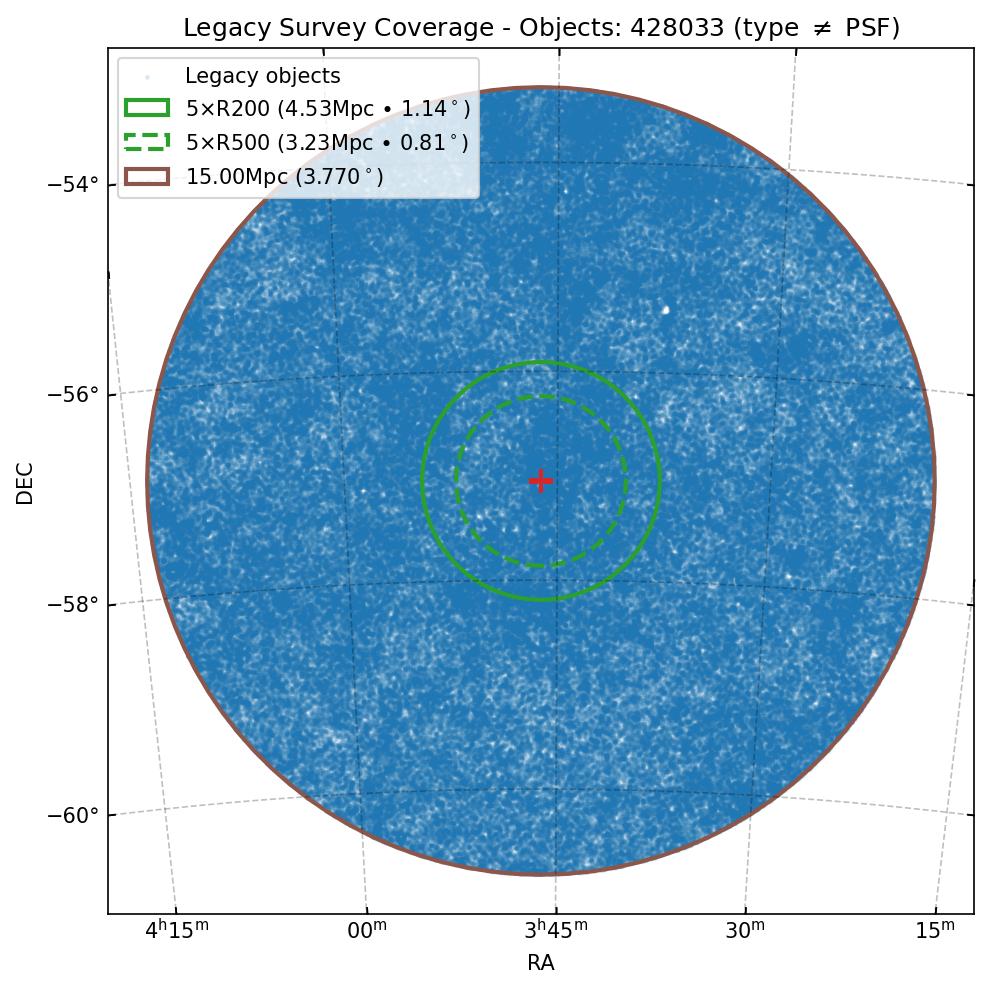 Legacy Survey Coverage - Objects: 428033 (type ≠ PSF)
Legacy objects
5×R200 (4.53Mpc • 1.14°)
5×R500 (3.23Mpc • 0.81°)
15.00Mpc (3.770°)
−54°
−56°
−58°
−60°
DEC
4ʰ15ᵐ 00ᵐ 3ʰ45ᵐ 30ᵐ 15ᵐ
RA